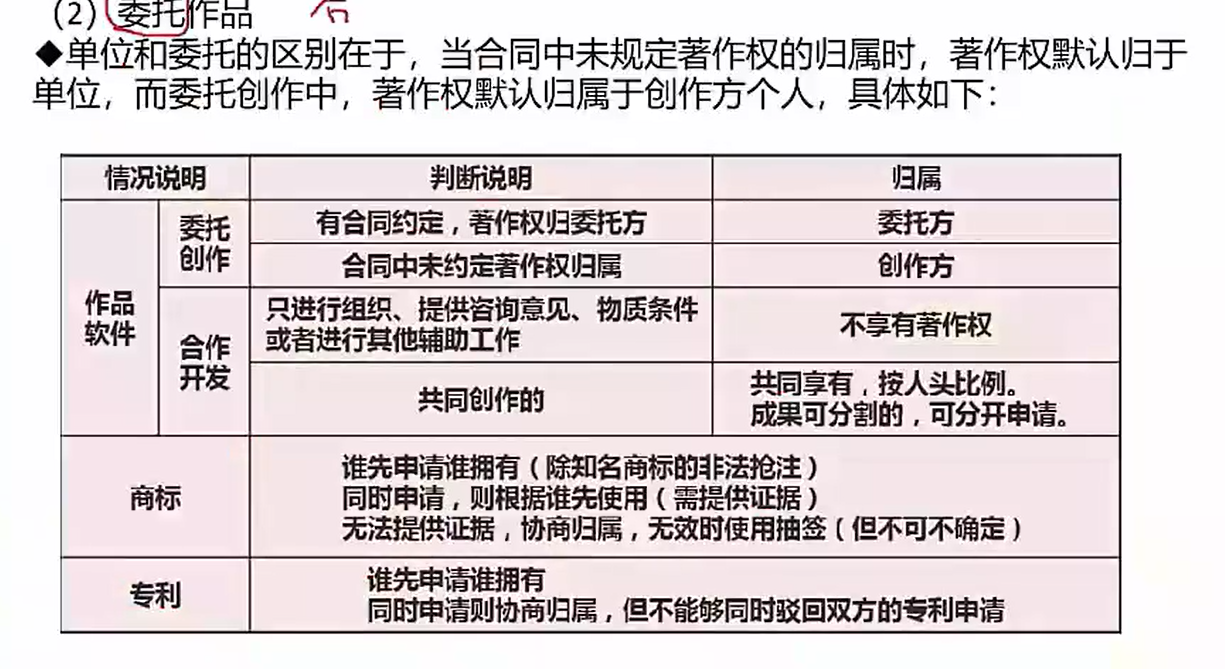 (2) 委托作品
◆单位和委托的区别在于，当合同中未规定著作权的归属时，著作权默认归于
单位，而委托创作中，著作权默认归属于创作方个人，具体如下：
情况说明 判断说明 归属
作品
软件
委托
创作
有合同约定，著作权归委托方 委托方
合同中未约定著作权归属 创作方
合作
开发
只进行组织、提供咨询意见、物质条件
或者进行其他辅助工作
不享有著作权
共同创作的
共同享有，按人头比例。
成果可分割的，可分开申请。
商标
谁先申请谁拥有（除知名商标的非法抢注）
同时申请，则根据谁先使用（需提供证据）
无法提供证据，协商归属，无效时使用抽签（但不可不确定）
专利
谁先申请谁拥有
同时申请则协商归属，但不能够同时驳回双方的专利申请